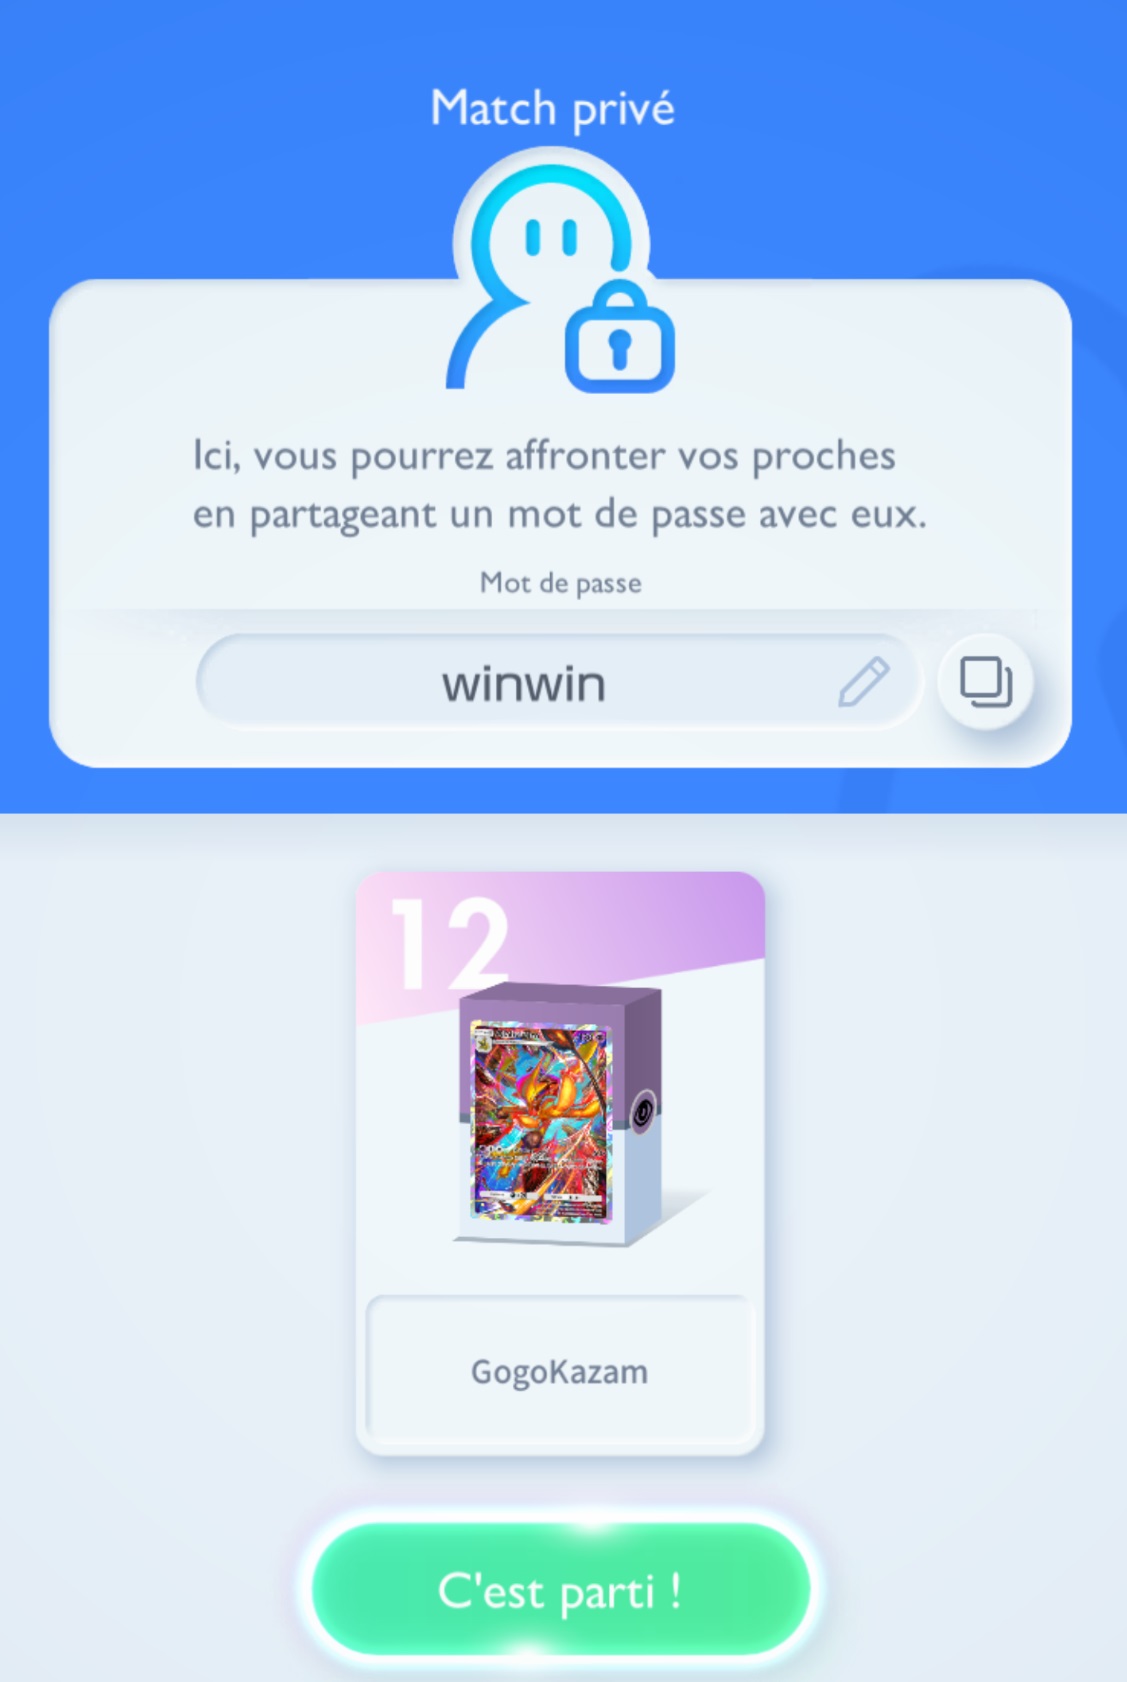 Match privé
Ici, vous pourrez affronter vos proches
en partageant un mot de passe avec eux.
Mot de passe
winwin
12
GogoKazam
C'est parti !